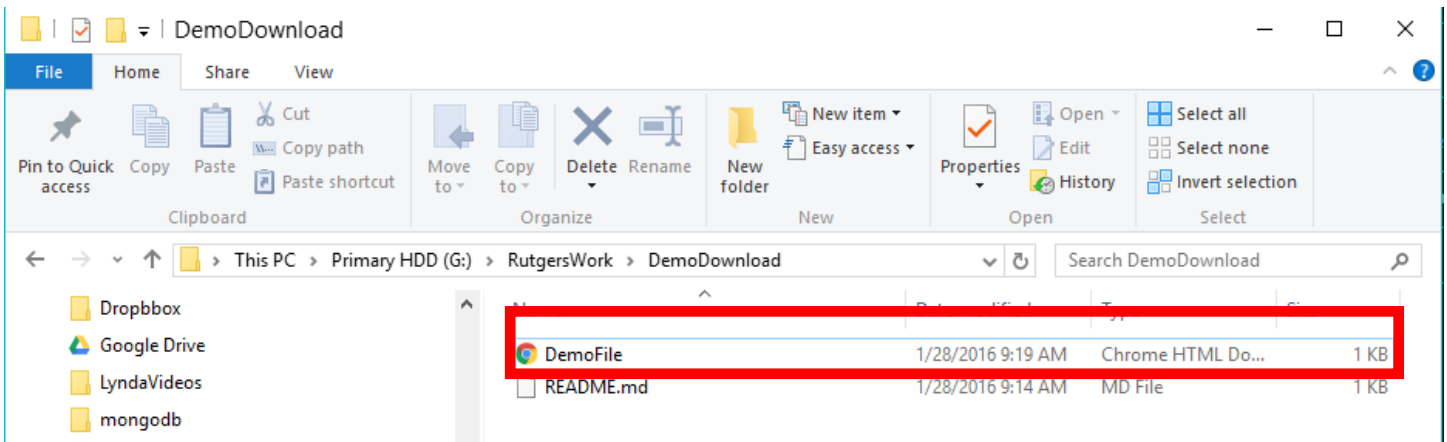 DemoDownload
File Home Share View
Cut New item Open Select all
Copy path Easy access Edit Select none
Pin to Quick access Copy Paste Paste shortcut Move to Copy to Delete Rename New folder Properties History Invert selection
Clipboard Organize New Open Select
This PC > Primary HDD (G:) > RutgersWork > DemoDownload Search DemoDownload
Dropbbox
Google Drive DemoFile 1/28/2016 9:19 AM Chrome HTML Do... 1 KB
LyndaVideos README.md 1/28/2016 9:14 AM MD File 1 KB
mongodb